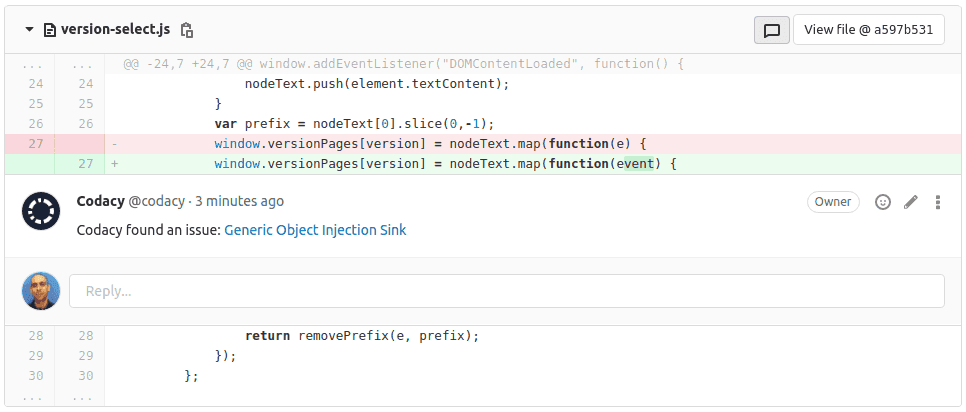 version-select.js View file @ a597b531
... ... @@ -24,7 +24,7 @@ window.addEventListener("DOMContentLoaded", function() {
24 24 nodeText.push(element.textContent);
25 25 }
26 26 var prefix = nodeText[0].slice(0,-1);
27 - window.versionPages[version] = nodeText.map(function(e) {
27 + window.versionPages[version] = nodeText.map(function(event) {
Codacy @codacy · 3 minutes ago Owner
Codacy found an issue: Generic Object Injection Sink
Reply...
28 28 return removePrefix(e, prefix);
29 29 });
30 30 };
... ...